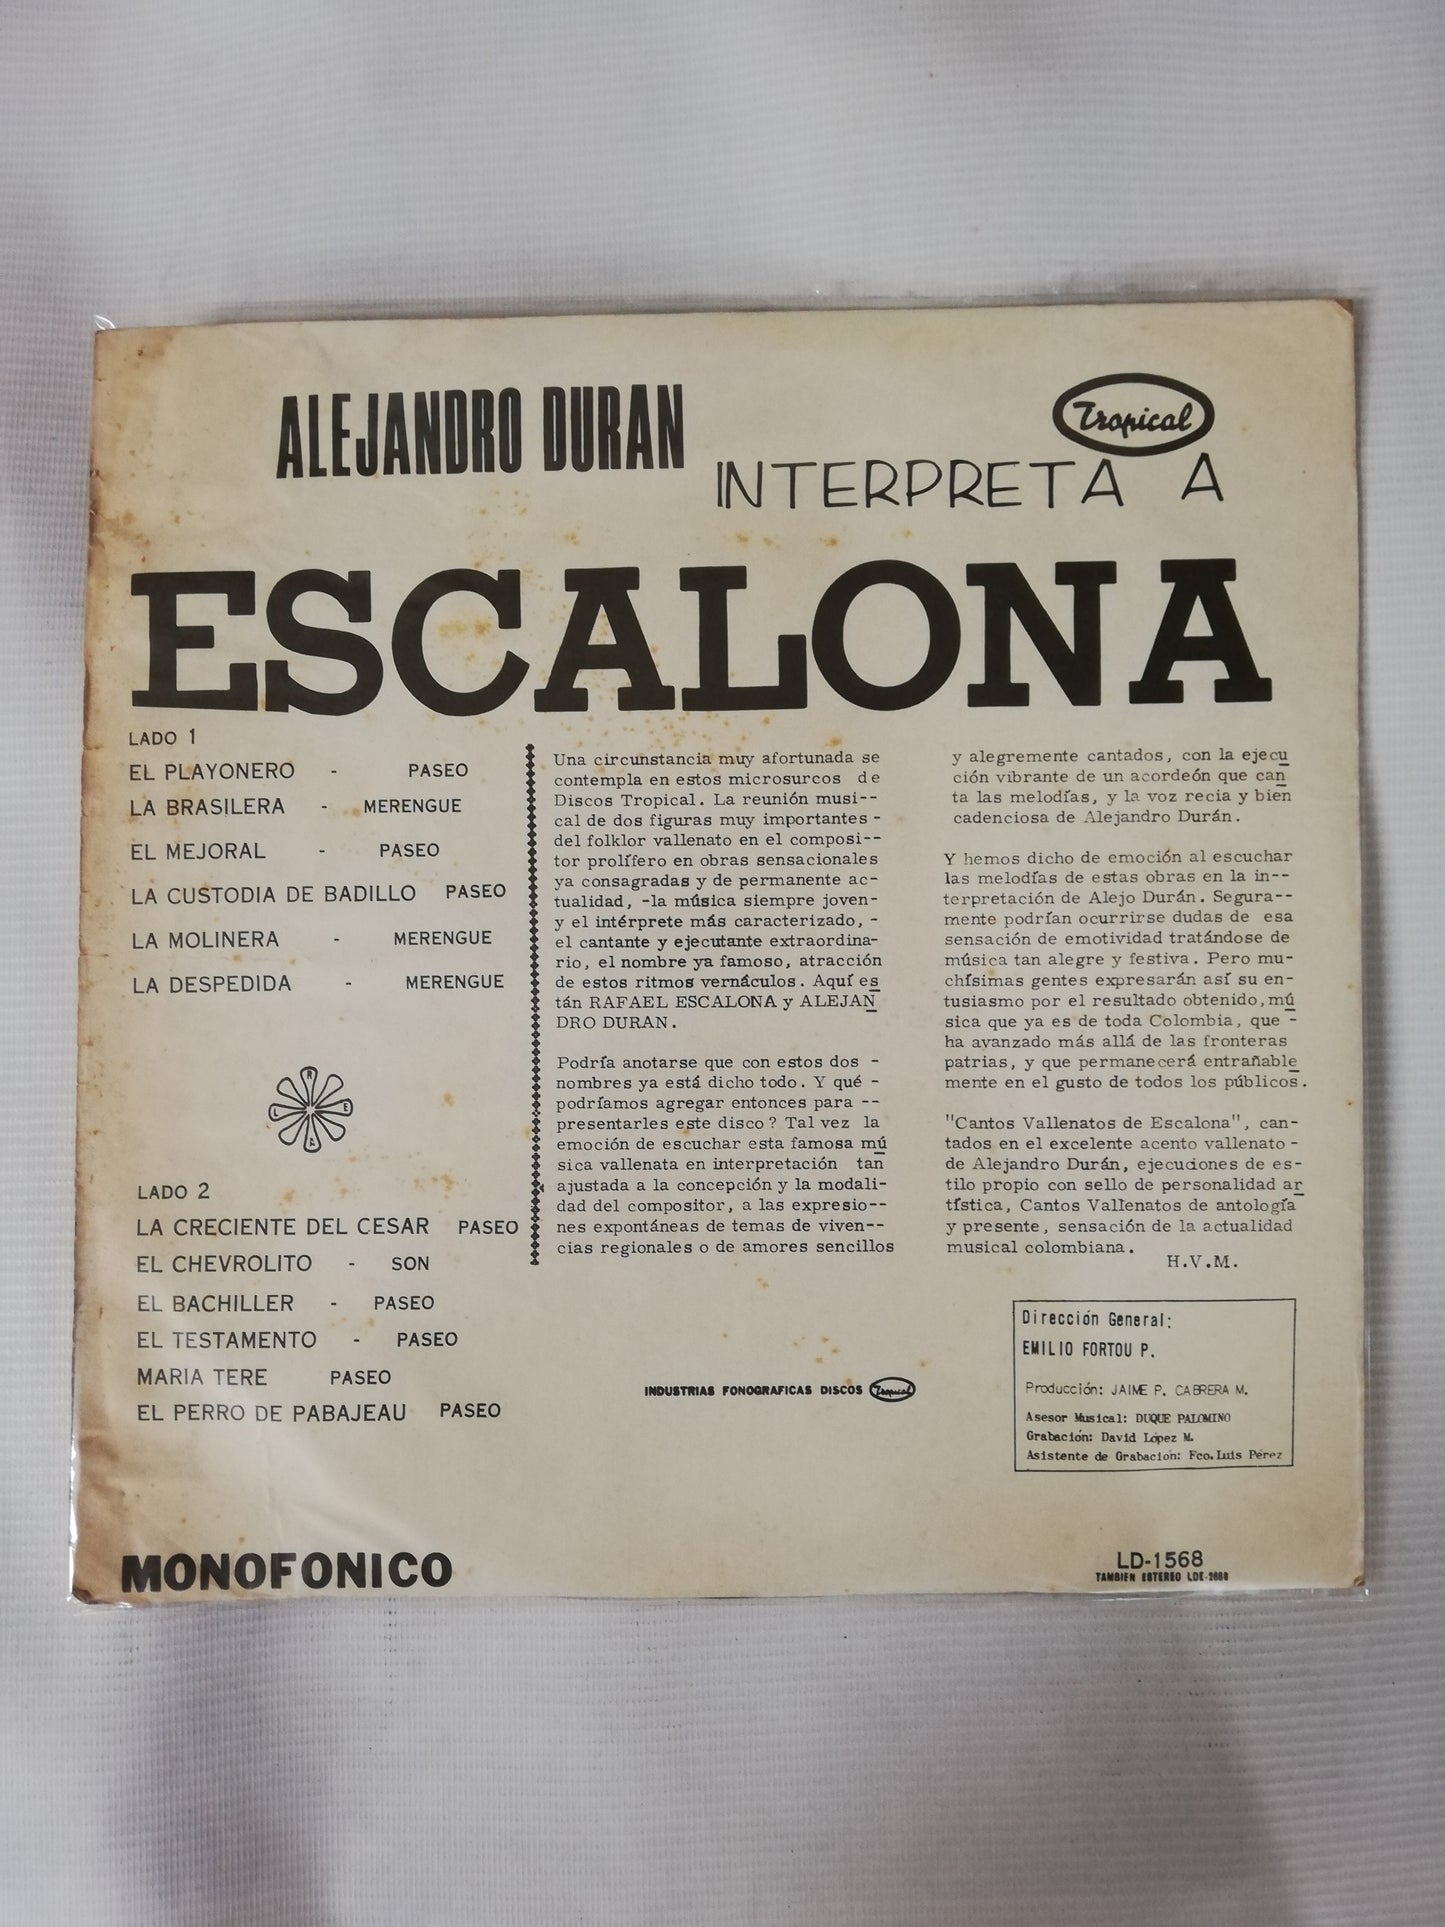 ALEJANDRO DURAN
Tropical
INTERPRETA A
ESCALONA
LADO 1
EL PLAYONERO - PASEO
LA BRASILERA - MERENGUE
EL MEJORAL - PASEO
LA CUSTODIA DE BADILLO PASEO
LA MOLINERA - MERENGUE
LA DESPEDIDA - MERENGUE
R
L E
A
LADO 2
LA CRECIENTE DEL CESAR PASEO
EL CHEVROLITO - SON
EL BACHILLER - PASEO
EL TESTAMENTO - PASEO
MARIA TERE PASEO
EL PERRO DE PABAJEAU PASEO
Una circunstancia muy afortunada se
contempla en estos microsurcos de
Discos Tropical. La reunión musi--
cal de dos figuras muy importantes -
del folklor vallenato en el composi--
tor prolífero en obras sensacionales
ya consagradas y de permanente ac-
tualidad, -la música siempre joven-
y el intérprete más caracterizado, -
el cantante y ejecutante extraordina-
rio, el nombre ya famoso, atracción
de estos ritmos vernáculos. Aquí es
tán RAFAEL ESCALONA y ALEJAN
DRO DURAN.
Podría anotarse que con estos dos -
nombres ya está dicho todo. Y qué -
podríamos agregar entonces para --
presentarles este disco? Tal vez la
emoción de escuchar esta famosa mú
sica vallenata en interpretación tan
ajustada a la concepción y la modali-
dad del compositor, a las expresio--
nes expontáneas de temas de viven--
cias regionales o de amores sencillos
y alegremente cantados, con la ejecu
ción vibrante de un acordeón que can
ta las melodías, y la voz recia y bien
cadenciosa de Alejandro Durán.
Y hemos dicho de emoción al escuchar
las melodías de estas obras en la in--
terpretación de Alejo Durán. Segura--
mente podrían ocurrirse dudas de esa
sensación de emotividad tratándose de
música tan alegre y festiva. Pero mu-
chísimas gentes expresarán así su en-
tusiasmo por el resultado obtenido, mú
sica que ya es de toda Colombia, que -
ha avanzado más allá de las fronteras
patrias, y que permanecerá entrañable
mente en el gusto de todos los públicos.
"Cantos Vallenatos de Escalona", can-
tados en el excelente acento vallenato -
de Alejandro Durán, ejecuciones de es-
tilo propio con sello de personalidad ar
tística, Cantos Vallenatos de antología
y presente, sensación de la actualidad
musical colombiana.
H.V.M.
Dirección General:
EMILIO FORTOU P.
Producción: JAIME P. CABRERA M.
Asesor Musical: DUQUE PALOMINO
Grabación: David López M.
Asistente de Grabación: Fco. Luis Pérez
INDUSTRIAS FONOGRAFICAS DISCOS Tropical
MONOFONICO
LD-1568
TAMBIEN ESTEREO LDE-